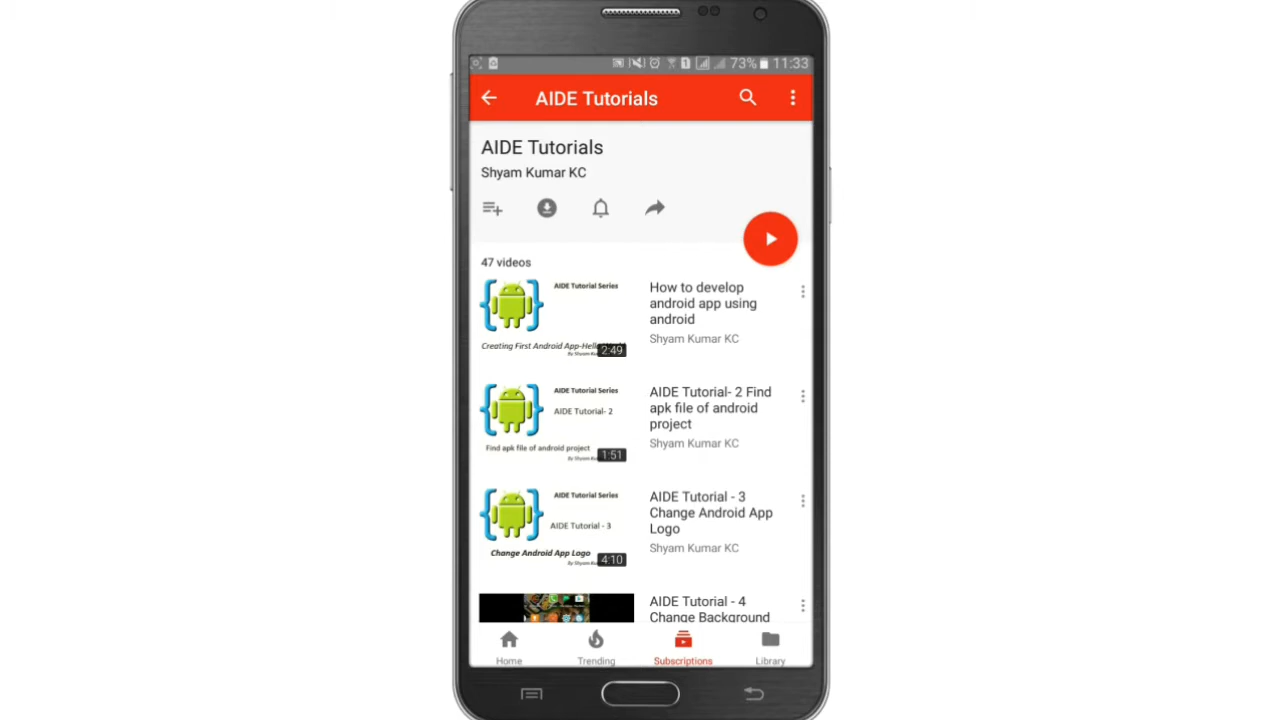 73% 11:33
AIDE Tutorials
AIDE Tutorials
Shyam Kumar KC
47 videos
AIDE Tutorial Series
Creating First Android App-Hell
2:49
How to develop
android app using
android
Shyam Kumar KC
AIDE Tutorial Series
AIDE Tutorial- 2
Find apk file of android project
1:51
AIDE Tutorial- 2 Find
apk file of android
project
Shyam Kumar KC
AIDE Tutorial Series
AIDE Tutorial - 3
Change Android App Logo
4:10
AIDE Tutorial - 3
Change Android App
Logo
Shyam Kumar KC
AIDE Tutorial - 4
Change Background
Home Trending Subscriptions Library